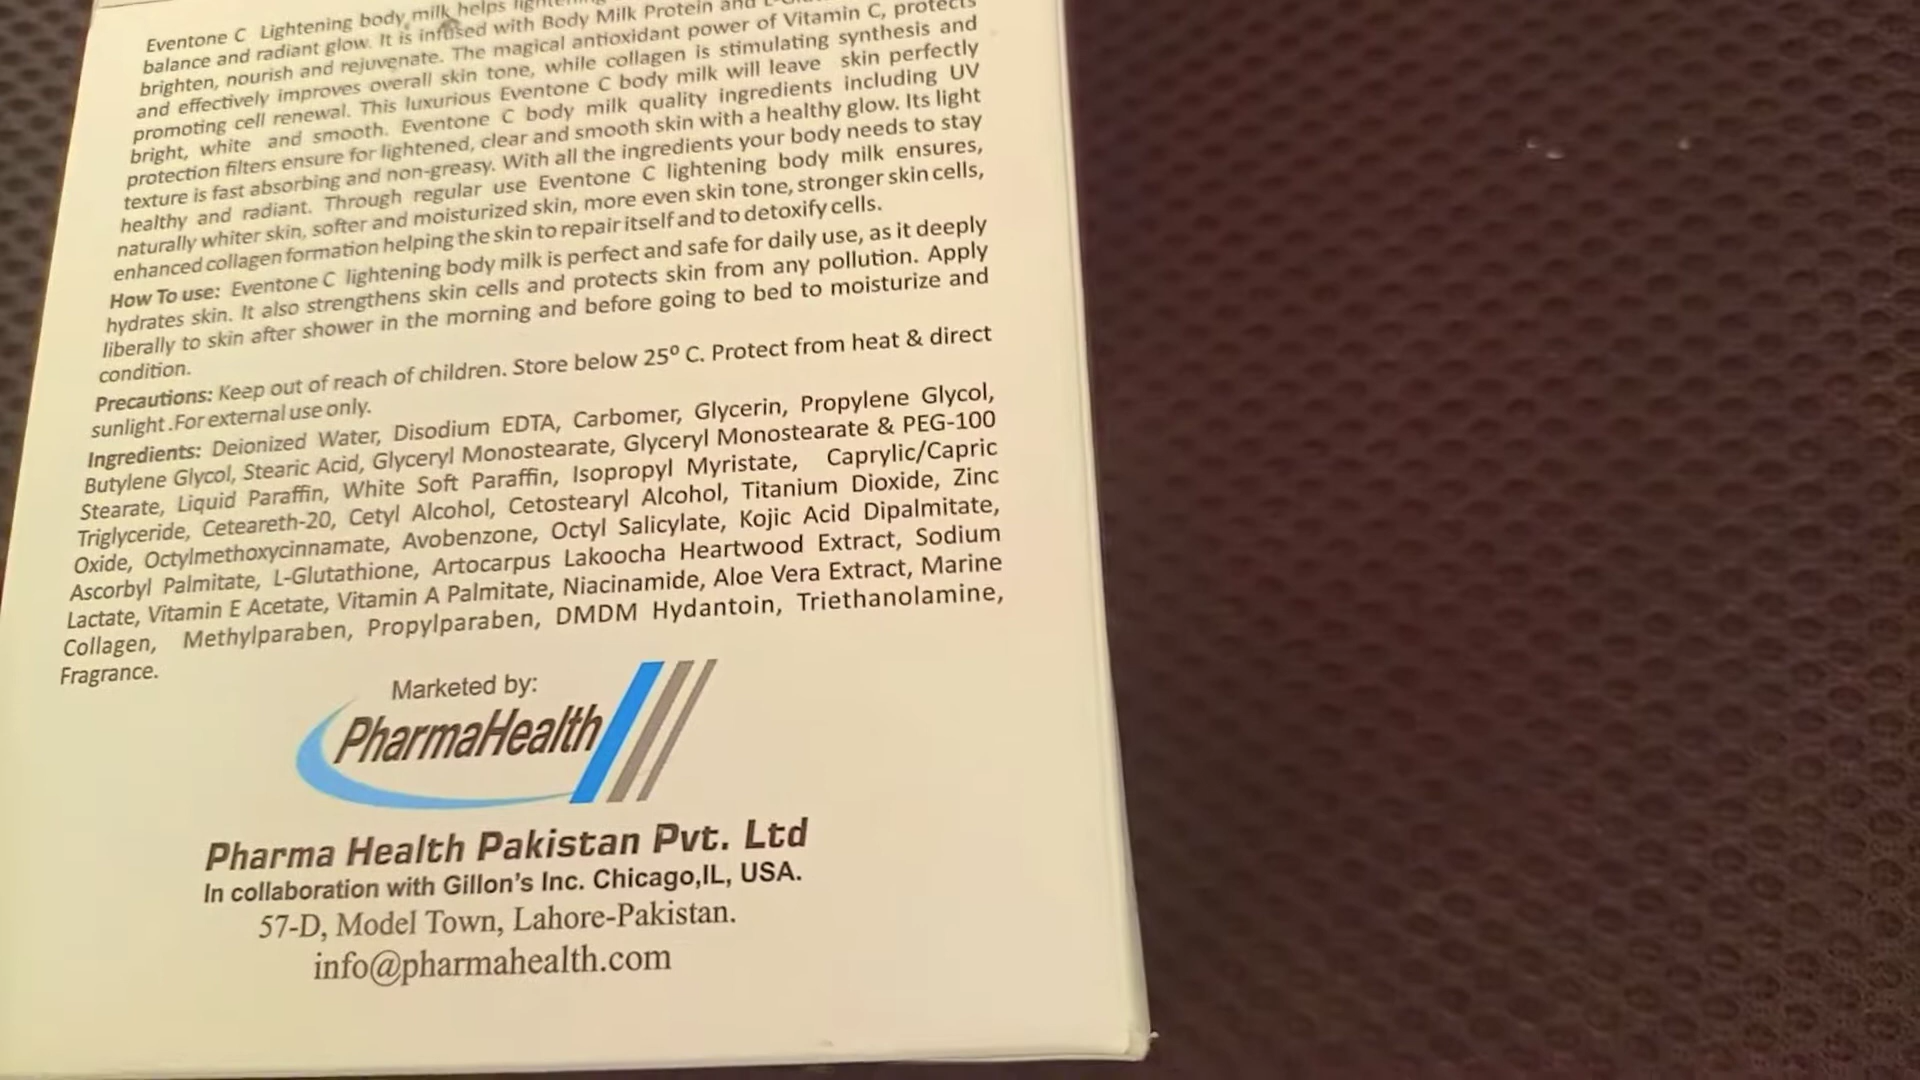 Eventone C Lightening body milk helps
balance and radiant glow. It is infused with Body Milk Protein and
brighten, nourish and rejuvenate. The magical antioxidant power of Vitamin C, protects
and effectively improves overall skin tone, while collagen is stimulating synthesis and
promoting cell renewal. This luxurious Eventone C body milk will leave skin perfectly
bright, white and smooth. Eventone C body milk quality ingredients including UV
protection filters ensure for lightened, clear and smooth skin with a healthy glow. Its light
texture is fast absorbing and non-greasy. With all the ingredients your body needs to stay
healthy and radiant. Through regular use Eventone C lightening body milk ensures,
naturally whiter skin, softer and moisturized skin, more even skin tone, stronger skin cells,
enhanced collagen formation helping the skin to repair itself and to detoxify cells.
How To use: Eventone C lightening body milk is perfect and safe for daily use, as it deeply
hydrates skin. It also strengthens skin cells and protects skin from any pollution. Apply
liberally to skin after shower in the morning and before going to bed to moisturize and
condition.
Precautions: Keep out of reach of children. Store below 25º C. Protect from heat & direct
sunlight .For external use only.
Ingredients: Deionized Water, Disodium EDTA, Carbomer, Glycerin, Propylene Glycol,
Butylene Glycol, Stearic Acid, Glyceryl Monostearate, Glyceryl Monostearate & PEG-100
Stearate, Liquid Paraffin, White Soft Paraffin, Isopropyl Myristate, Caprylic/Capric
Triglyceride, Ceteareth-20, Cetyl Alcohol, Cetostearyl Alcohol, Titanium Dioxide, Zinc
Oxide, Octylmethoxycinnamate, Avobenzone, Octyl Salicylate, Kojic Acid Dipalmitate,
Ascorbyl Palmitate, L-Glutathione, Artocarpus Lakoocha Heartwood Extract, Sodium
Lactate, Vitamin E Acetate, Vitamin A Palmitate, Niacinamide, Aloe Vera Extract, Marine
Collagen, Methylparaben, Propylparaben, DMDM Hydantoin, Triethanolamine,
Fragrance.
Marketed by:
PharmaHealth
Pharma Health Pakistan Pvt. Ltd
In collaboration with Gillon's Inc. Chicago,IL, USA.
57-D, Model Town, Lahore-Pakistan.
info@pharmahealth.com